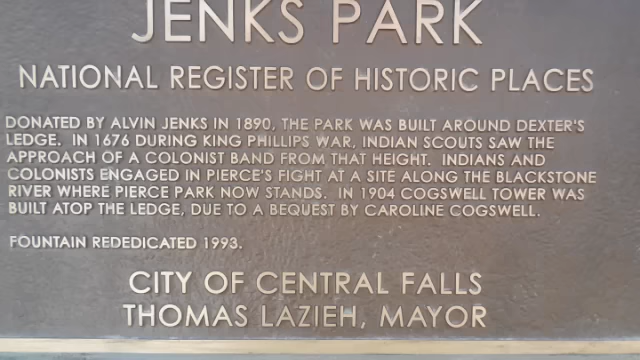 JENKS PARK
NATIONAL REGISTER OF HISTORIC PLACES
DONATED BY ALVIN JENKS IN 1890, THE PARK WAS BUILT AROUND DEXTER'S
LEDGE. IN 1676 DURING KING PHILLIPS WAR, INDIAN SCOUTS SAW THE
APPROACH OF A COLONIST BAND FROM THAT HEIGHT. INDIANS AND
COLONISTS ENGAGED IN PIERCE'S FIGHT AT A SITE ALONG THE BLACKSTONE
RIVER WHERE PIERCE PARK NOW STANDS. IN 1904 COGSWELL TOWER WAS
BUILT ATOP THE LEDGE, DUE TO A BEQUEST BY CAROLINE COGSWELL.
FOUNTAIN REDEDICATED 1993.
CITY OF CENTRAL FALLS
THOMAS LAZIEH, MAYOR